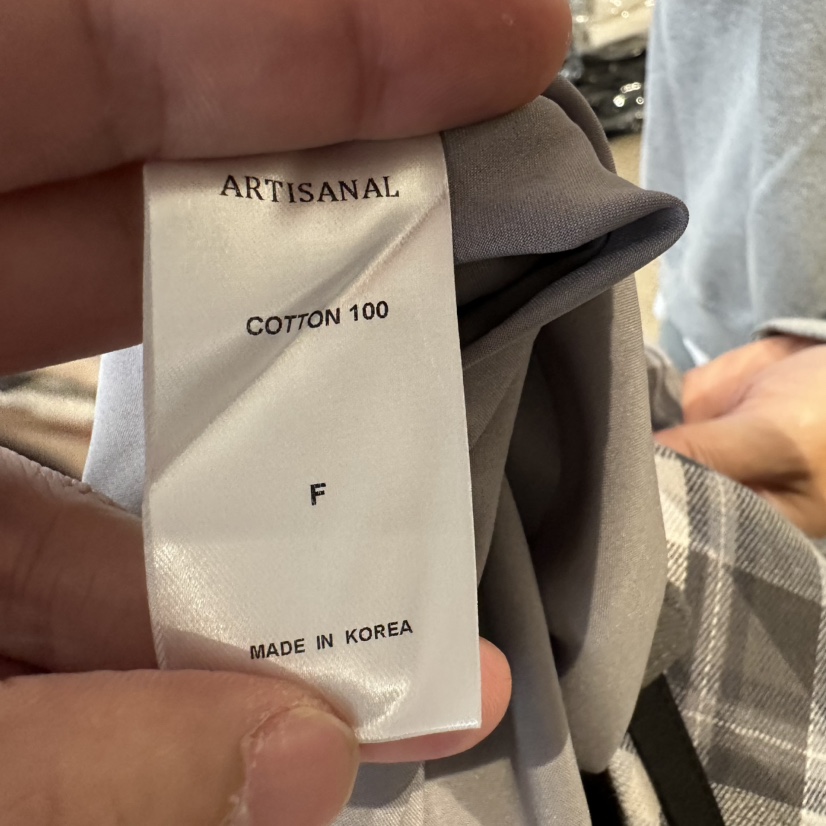 ARTISANAL
COTTON 100
F
MADE IN KOREA